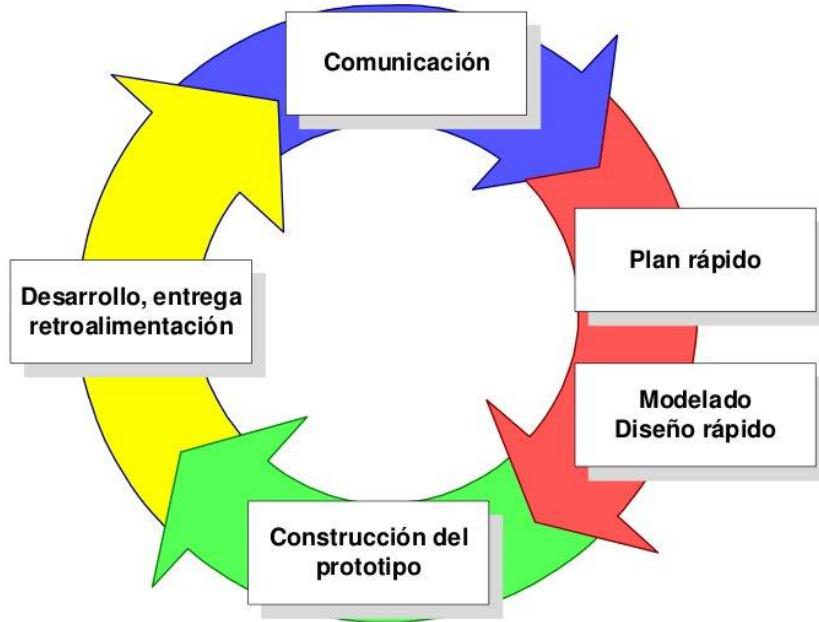 Comunicación
Plan rápido
Modelado
Diseño rápido
Construcción del
prototipo
Desarrollo, entrega
retroalimentación